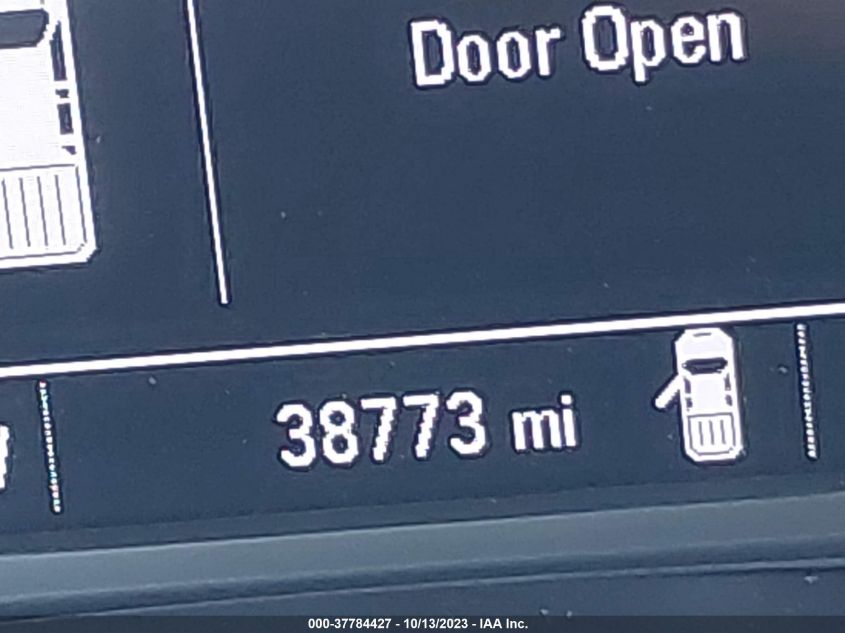 Door Open
38773 mi
000-37784427 - 10/13/2023 - IAA Inc.